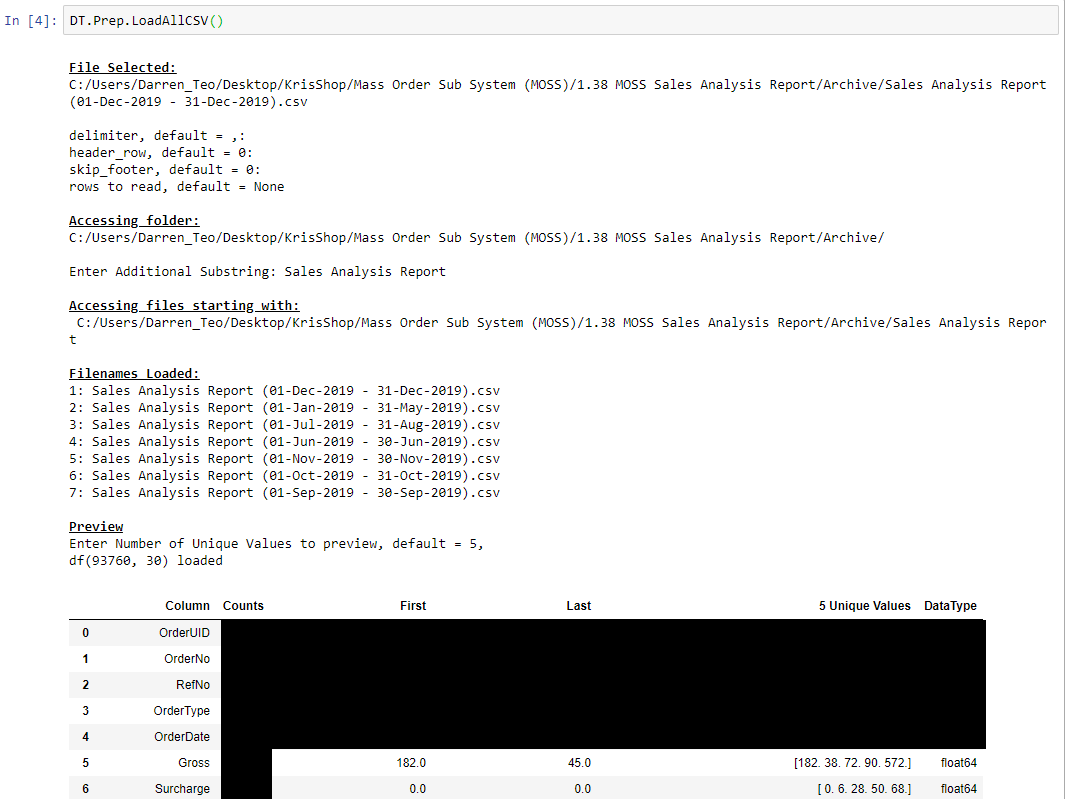 In [4]: DT.Prep.LoadAllCSV()
File Selected:
C:/Users/Darren_Teo/Desktop/KrisShop/Mass Order Sub System (MOSS)/1.38 MOSS Sales Analysis Report/Archive/Sales Analysis Report
(01-Dec-2019 - 31-Dec-2019).csv
delimiter, default = ,:
header_row, default = 0:
skip_footer, default = 0:
rows to read, default = None
Accessing folder:
C:/Users/Darren_Teo/Desktop/KrisShop/Mass Order Sub System (MOSS)/1.38 MOSS Sales Analysis Report/Archive/
Enter Additional Substring: Sales Analysis Report
Accessing files starting with:
C:/Users/Darren_Teo/Desktop/KrisShop/Mass Order Sub System (MOSS)/1.38 MOSS Sales Analysis Report/Archive/Sales Analysis Repor
t
Filenames Loaded:
1: Sales Analysis Report (01-Dec-2019 - 31-Dec-2019).csv
2: Sales Analysis Report (01-Jan-2019 - 31-May-2019).csv
3: Sales Analysis Report (01-Jul-2019 - 31-Aug-2019).csv
4: Sales Analysis Report (01-Jun-2019 - 30-Jun-2019).csv
5: Sales Analysis Report (01-Nov-2019 - 30-Nov-2019).csv
6: Sales Analysis Report (01-Oct-2019 - 31-Oct-2019).csv
7: Sales Analysis Report (01-Sep-2019 - 30-Sep-2019).csv
Preview
Enter Number of Unique Values to preview, default = 5,
df(93760, 30) loaded
Column Counts First Last 5 Unique Values DataType
0 OrderUID
1 OrderNo
2 RefNo
3 OrderType
4 OrderDate
5 Gross 182.0 45.0 [182. 38. 72. 90. 572.] float64
6 Surcharge 0.0 0.0 [ 0. 6. 28. 50. 68.] float64